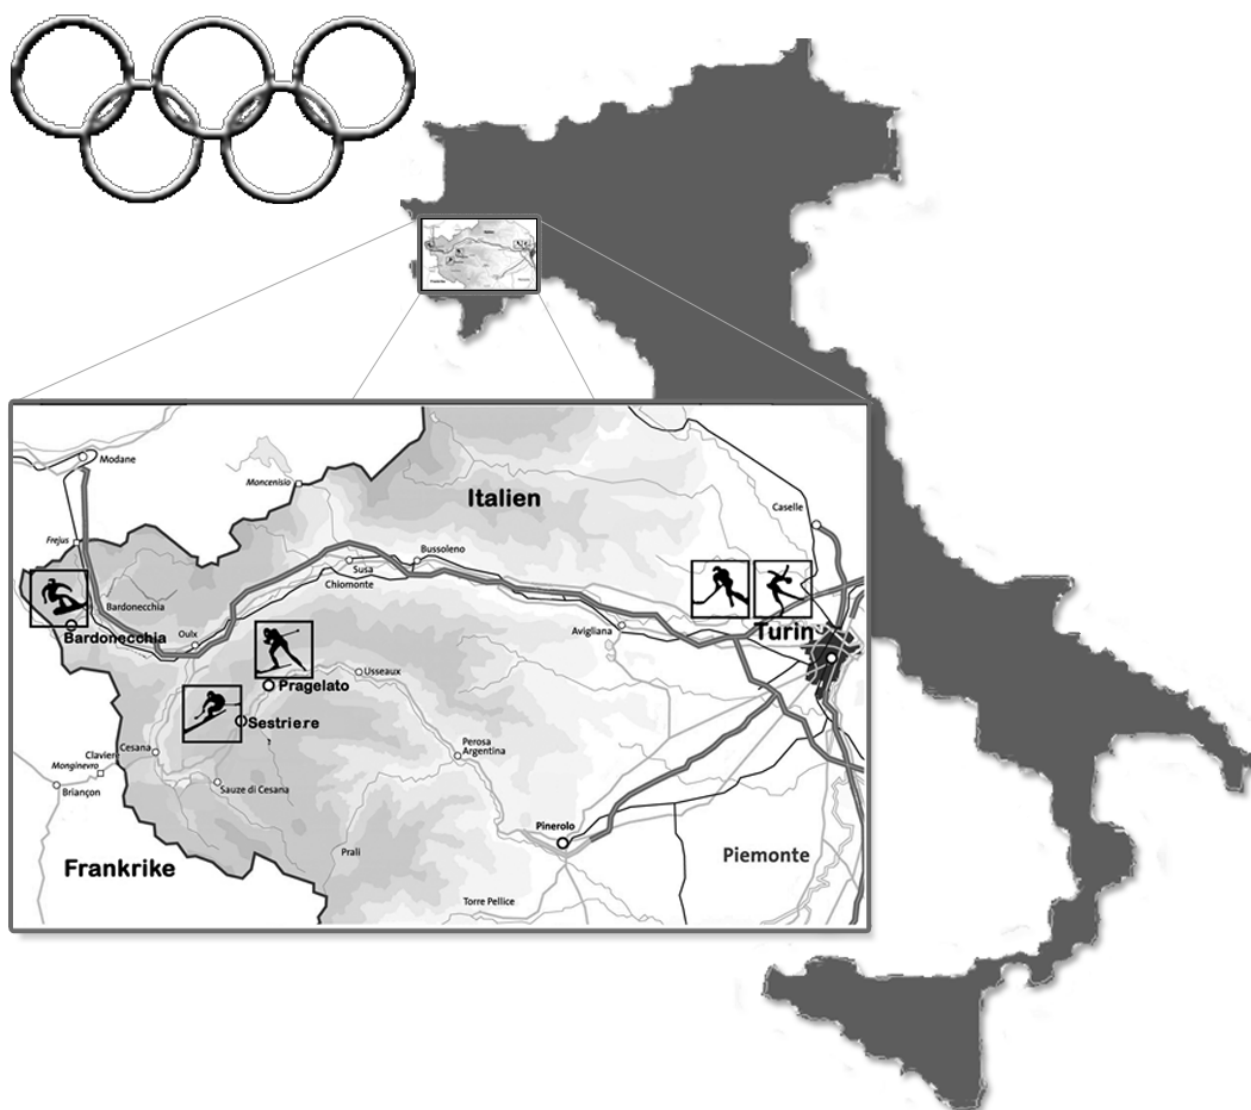 Modane
Moncenisio
Italien
Caselle
Frejus
Bussoleno
Susa
Chiomonte
Bardonecchia
Bardonecchia
Oulx
Avigliana
Turin
Usseaux
Pragelato
Sestriere
Cesana
Clavier
Perosa
Argentina
Monginevro
Briançon
Sauze di Cesana
Pinerolo
Prali
Piemonte
Frankrike
Torre Pellice